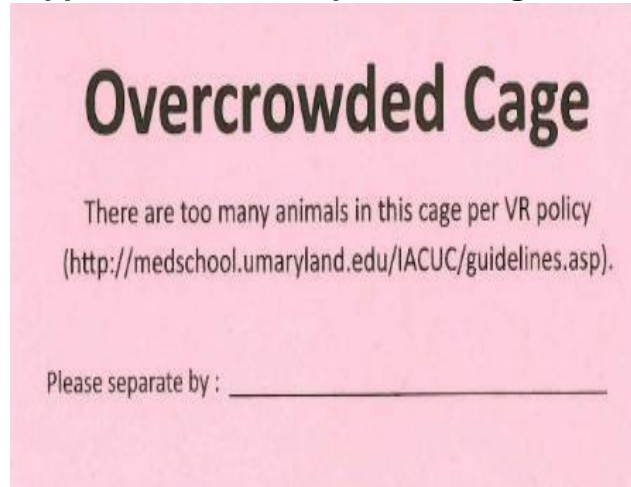 Overcrowded Cage
There are too many animals in this cage per VR policy
(http://medschool.umaryland.edu/IACUC/guidelines.asp).
Please separate by :